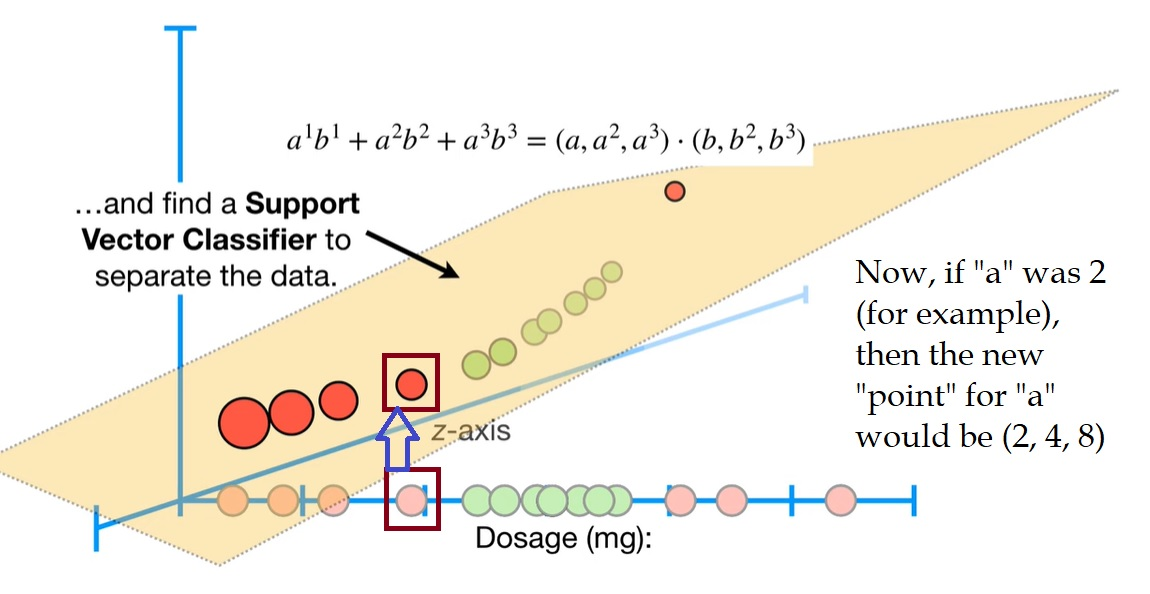 a¹b¹ + a²b² + a³b³ = (a, a², a³) · (b, b², b³)
...and find a Support
Vector Classifier to
separate the data.
Now, if "a" was 2
(for example),
then the new
"point" for "a"
would be (2, 4, 8)
z-axis
Dosage (mg):